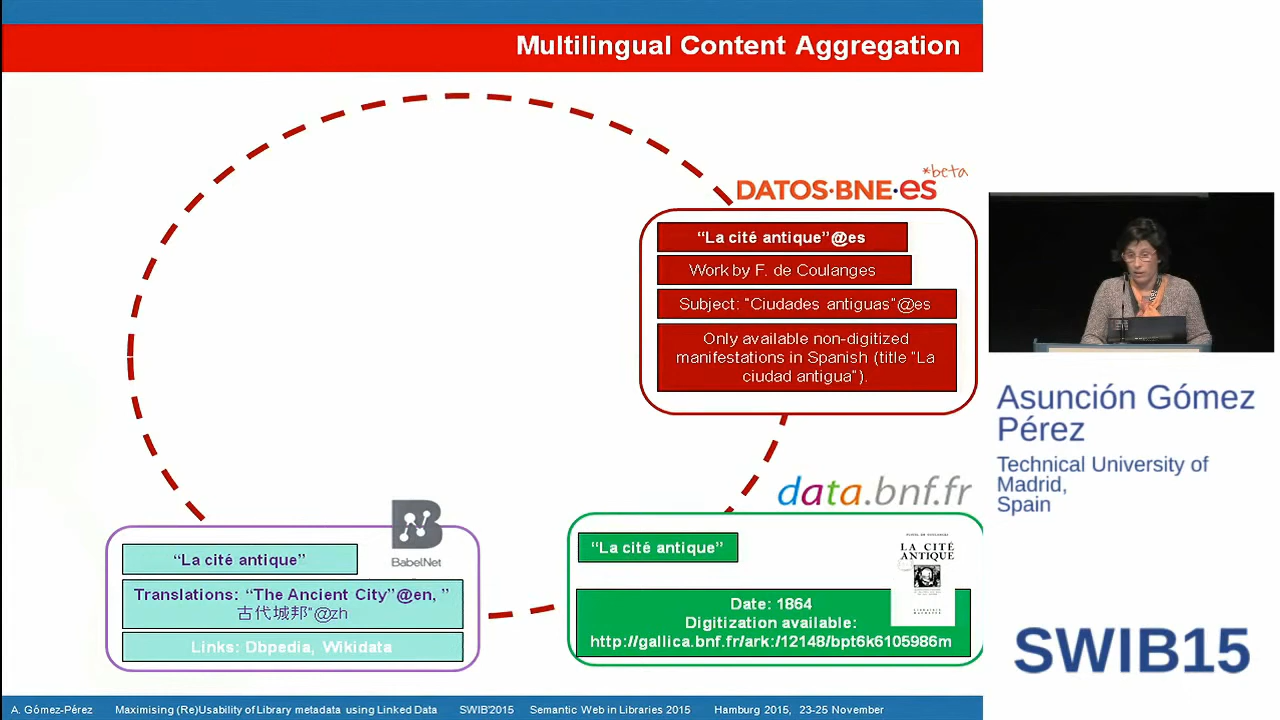 Multilingual Content Aggregation
*beta
DATOS·BNE·es
“La cité antique”@es
Work by F. de Coulanges
Subject: “Ciudades antiguas”@es
Only available non-digitized
manifestations in Spanish (title “La
ciudad antigua”).
data.bnf.fr
“La cité antique”
LA CITÉ
ANTIQUE
Date: 1864
Digitization available:
http://gallica.bnf.fr/ark:/12148/bpt6k6105986m
B
BabelNet
“La cité antique”
Translations: “The Ancient City”@en, ”
古代城邦”@zh
Links: Dbpedia, Wikidata
A. Gómez-Pérez Maximising (Re)Usability of Library metadata using Linked Data SWIB'2015 Semantic Web in Libraries 2015 Hamburg 2015, 23-25 November
Asunción Gómez
Pérez
Technical University of
Madrid,
Spain
SWIB15